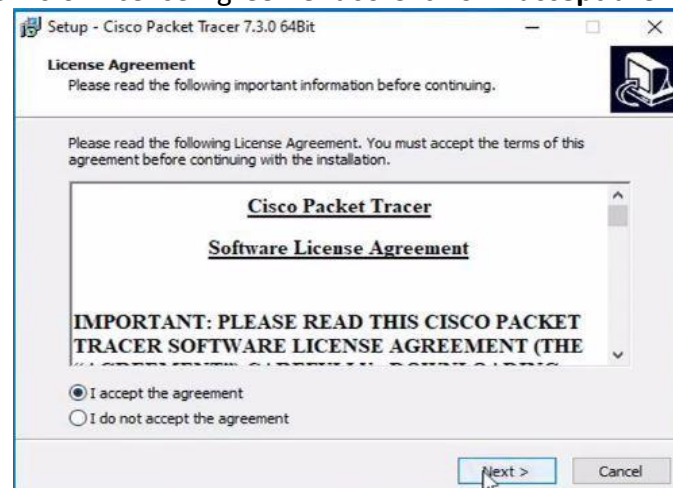 Setup - Cisco Packet Tracer 7.3.0 64Bit
License Agreement
Please read the following important information before continuing.
Please read the following License Agreement. You must accept the terms of this
agreement before continuing with the installation.
Cisco Packet Tracer
Software License Agreement
IMPORTANT: PLEASE READ THIS CISCO PACKET
TRACER SOFTWARE LICENSE AGREEMENT (THE
I accept the agreement
I do not accept the agreement
Next >
Cancel